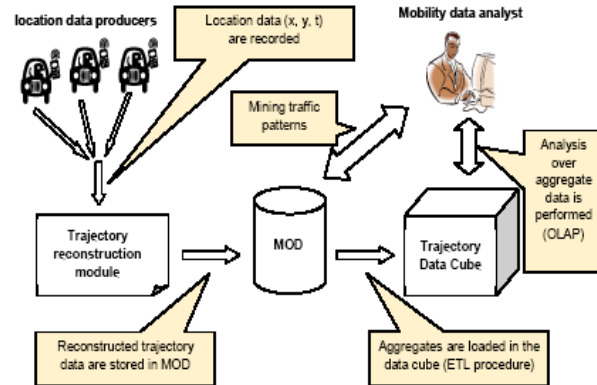 location data producers
Location data (x, y, t)
are recorded
Mobility data analyst
Mining traffic
patterns
Analysis
over
aggregate
data is
performed
(OLAP)
Trajectory
reconstruction
module
MOD
Trajectory
Data Cube
Reconstructed trajectory
data are stored in MOD
Aggregates are loaded in the
data cube (ETL procedure)